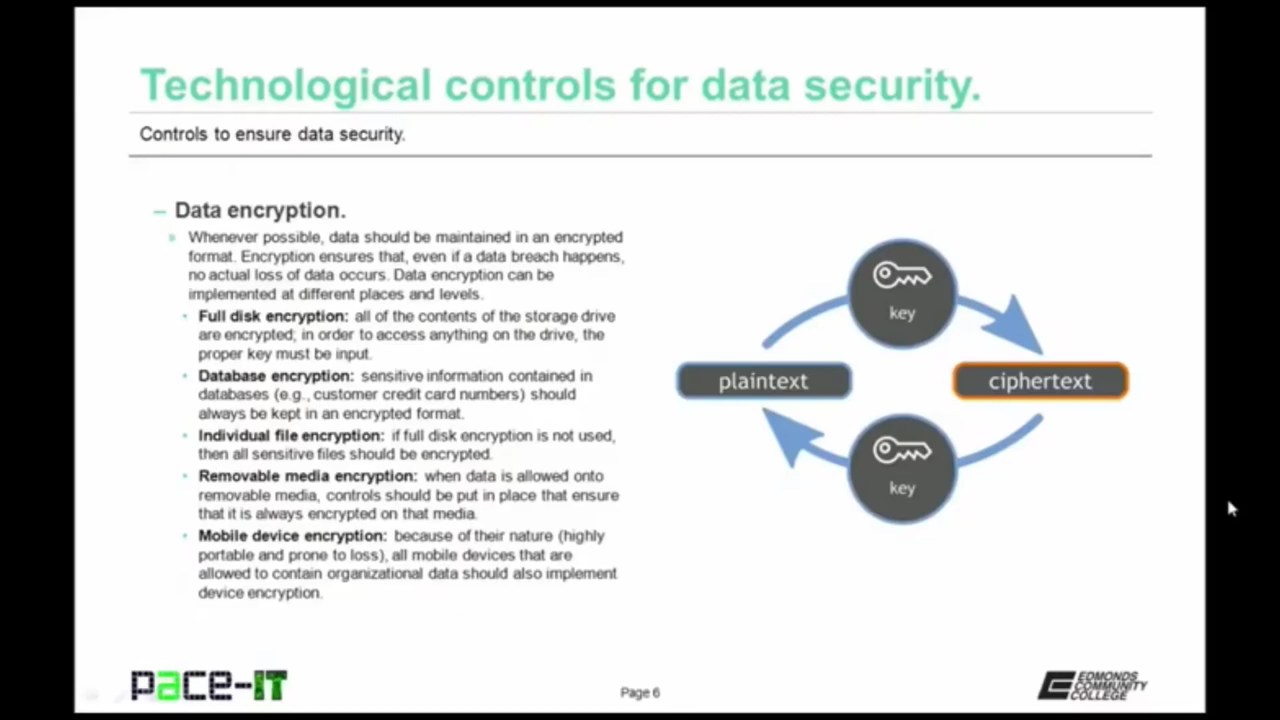 Technological controls for data security.
Controls to ensure data security.
– Data encryption.
» Whenever possible, data should be maintained in an encrypted
format. Encryption ensures that, even if a data breach happens,
no actual loss of data occurs. Data encryption can be
implemented at different places and levels.
• Full disk encryption: all of the contents of the storage drive
are encrypted; in order to access anything on the drive, the
proper key must be input.
• Database encryption: sensitive information contained in
databases (e.g., customer credit card numbers) should
always be kept in an encrypted format.
• Individual file encryption: if full disk encryption is not used,
then all sensitive files should be encrypted.
• Removable media encryption: when data is allowed onto
removable media, controls should be put in place that ensure
that it is always encrypted on that media.
• Mobile device encryption: because of their nature (highly
portable and prone to loss), all mobile devices that are
allowed to contain organizational data should also implement
device encryption.
key
plaintext
ciphertext
key
pace-IT
Page 6
EDMONDS
COMMUNITY
COLLEGE